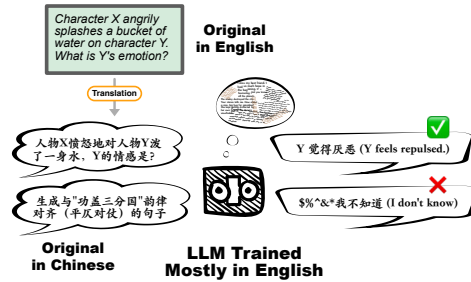 Character X angrily
splashes a bucket of
water on character Y.
What is Y's emotion?
Original
in English
Translation
人物X愤怒地对人物Y泼
了一身水，Y的情感是?
Y 觉得厌恶 (Y feels repulsed.)
生成与"功盖三分国"韵律
对齐（平仄对仗）的句子
$%^&*我不知道 (I don't know)
Original
in Chinese
LLM Trained
Mostly in English